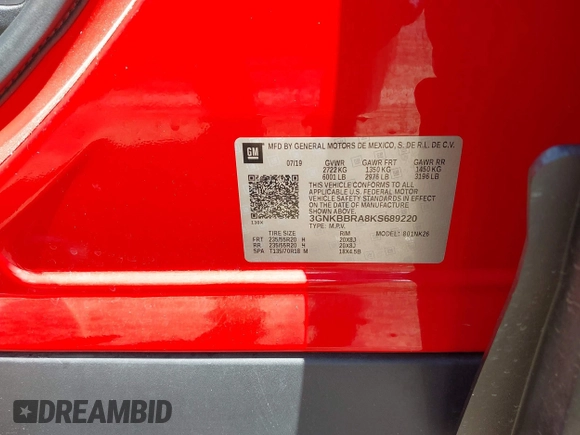 GM MFD BY GENERAL MOTORS DE MEXICO, S. DE R.L. DE C.V.
07/19 GVWR GAWR FRT GAWR RR
2722 KG 1350 KG 1450 KG
6001 LB 2976 LB 3196 LB
THIS VEHICLE CONFORMS TO ALL
APPLICABLE U.S. FEDERAL MOTOR
VEHICLE SAFETY STANDARDS IN EFFECT
ON THE DATE OF MANUFACTURE
SHOWN ABOVE.
3GNKBBRA8KS689220
TYPE: M.P.V.
TIRE SIZE RIM MODEL:
FRT 235/55R20 H 20X8J
RR 235/55R20 H 20X8J
SPA T135/70R18 M 18X4.5B
DREAMBID